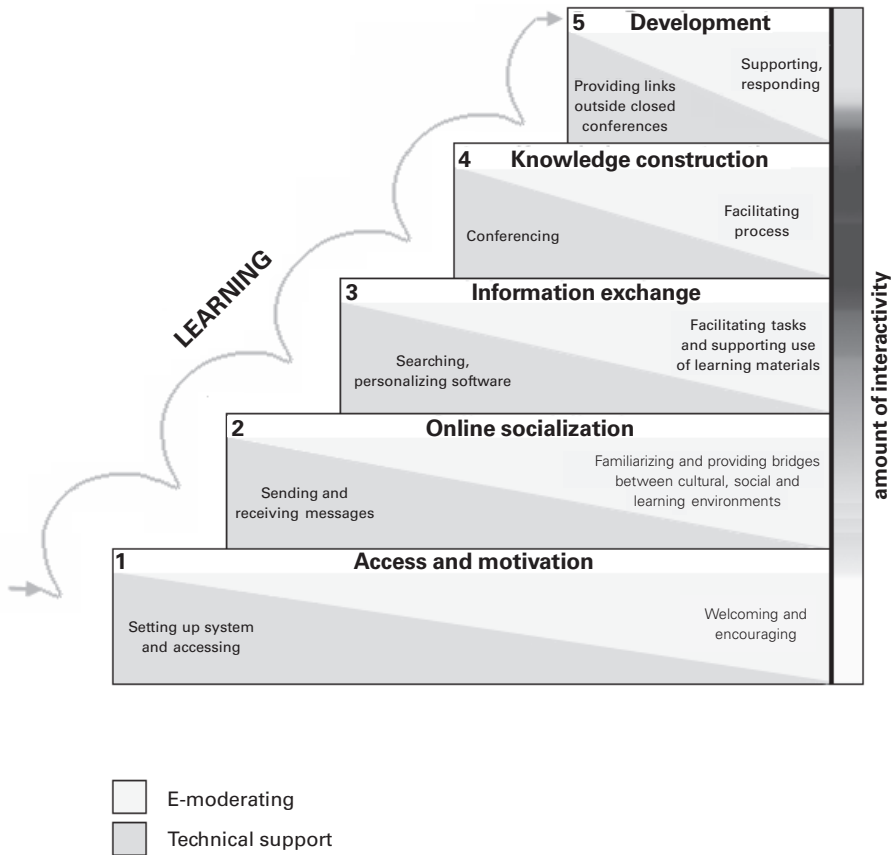 5 Development
Supporting,
responding
Providing links
outside closed
conferences
4 Knowledge construction
Facilitating
process
Conferencing
LEARNING
3 Information exchange
Facilitating tasks
and supporting use
of learning materials
Searching,
personalizing software
amount of interactivity
2 Online socialization
Familiarizing and providing bridges
between cultural, social and
learning environments
Sending and
receiving messages
1 Access and motivation
Welcoming and
encouraging
Setting up system
and accessing
E-moderating
Technical support